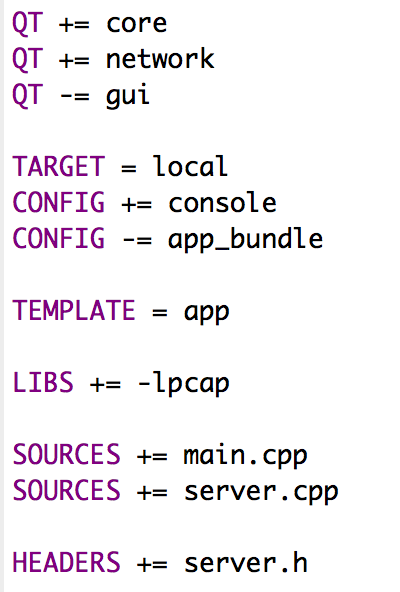 QT += core
QT += network
QT -= gui
TARGET = local
CONFIG += console
CONFIG -= app_bundle
TEMPLATE = app
LIBS += -lpcap
SOURCES += main.cpp
SOURCES += server.cpp
HEADERS += server.h